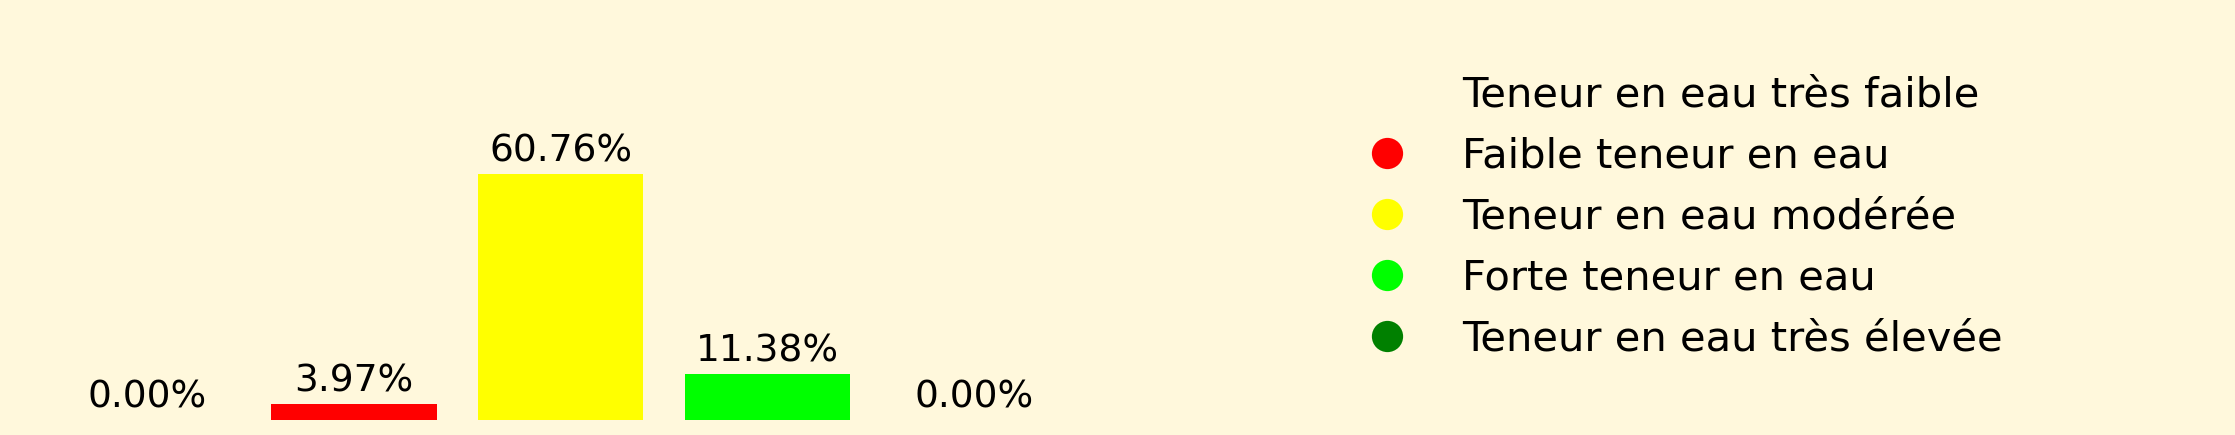 0.00%
3.97%
60.76%
11.38%
0.00%
Teneur en eau très faible
Faible teneur en eau
Teneur en eau modérée
Forte teneur en eau
Teneur en eau très élevée